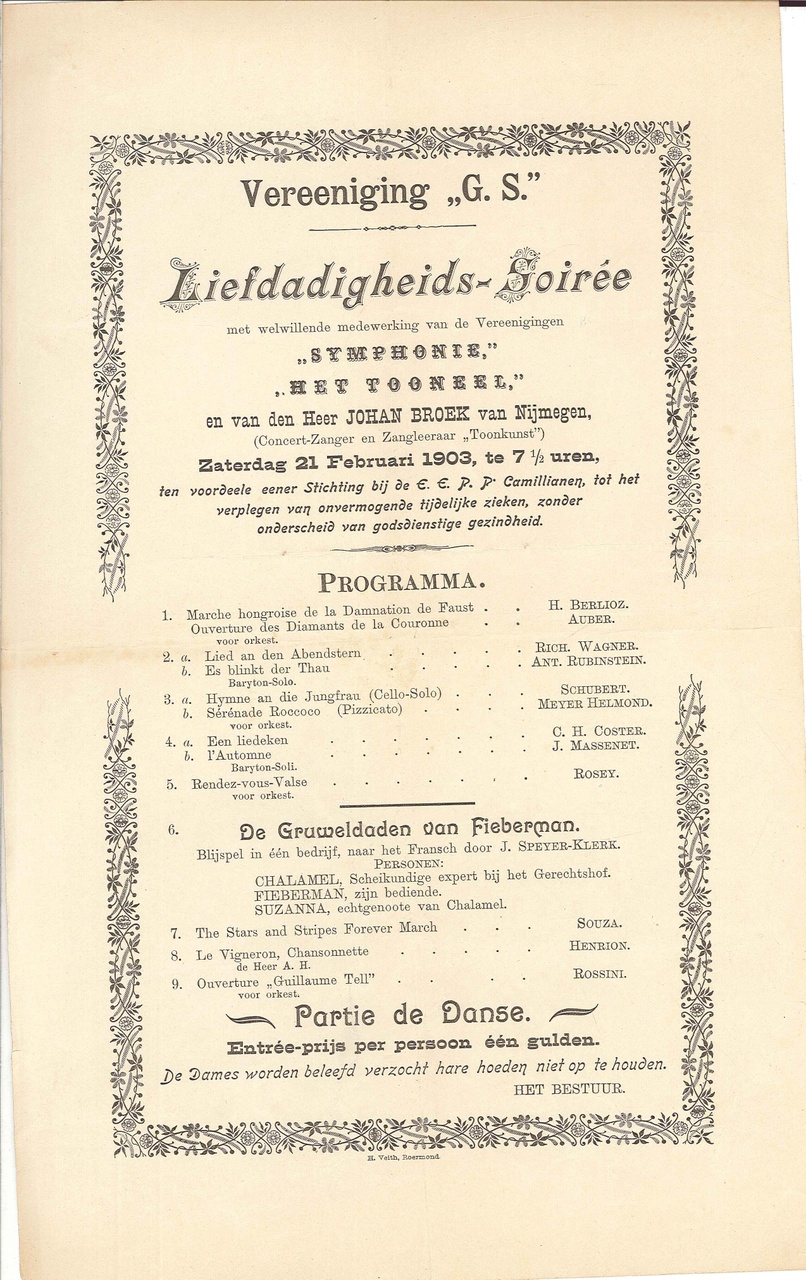 Vereeniging „G. S.”
Liefdadigheids-Soirée
met welwillende medewerking van de Vereenigingen
„SYMPHONIE,”
„HET TOONEEL,”
en van den Heer JOHAN BROEK van Nijmegen,
(Concert-Zanger en Zangleeraar „Toonkunst”)
Zaterdag 21 Februari 1903, te 7 1/2 uren,
ten voordeele eener Stichting bij de E. E. P. P. Camillianen, tot het
verplegen van onvermogende tijdelijke zieken, zonder
onderscheid van godsdienstige gezindheid.
PROGRAMMA.
1. Marche hongroise de la Damnation de Faust . . H. BERLIOZ.
Ouverture des Diamants de la Couronne . . AUBER.
voor orkest.
2. a. Lied an den Abendstern . . . . . RICH. WAGNER.
b. Es blinkt der Thau . . . . . ANT. RUBINSTEIN.
Baryton-Solo.
3. a. Hymne an die Jungfrau (Cello-Solo) . . . SCHUBERT.
b. Sérénade Roccoco (Pizzicato) . . . . MEYER HELMOND.
voor orkest.
4. a. Een liedeken . . . . . . . C. H. COSTER.
b. l'Automne . . . . . . . J. MASSENET.
Baryton-Soli.
5. Rendez-vous-Valse . . . . . . . ROSEY.
voor orkest.
6. De Gruweldaden van Fieberman.
Blijspel in één bedrijf, naar het Fransch door J. SPEYER-KLERK.
PERSONEN:
CHALAMEL, Scheikundige expert bij het Gerechtshof.
FIEBERMAN, zijn bediende.
SUZANNA, echtgenoote van Chalamel.
7. The Stars and Stripes Forever March . . . SOUZA.
8. Le Vigneron, Chansonnette . . . . . HENRION.
de Heer A. H.
9. Ouverture „Guillaume Tell” . . . . ROSSINI.
voor orkest.
Partie de Danse.
Entrée-prijs per persoon één gulden.
De Dames worden beleefd verzocht hare hoeden niet op te houden.
HET BESTUUR.
H. Veith, Roermond.